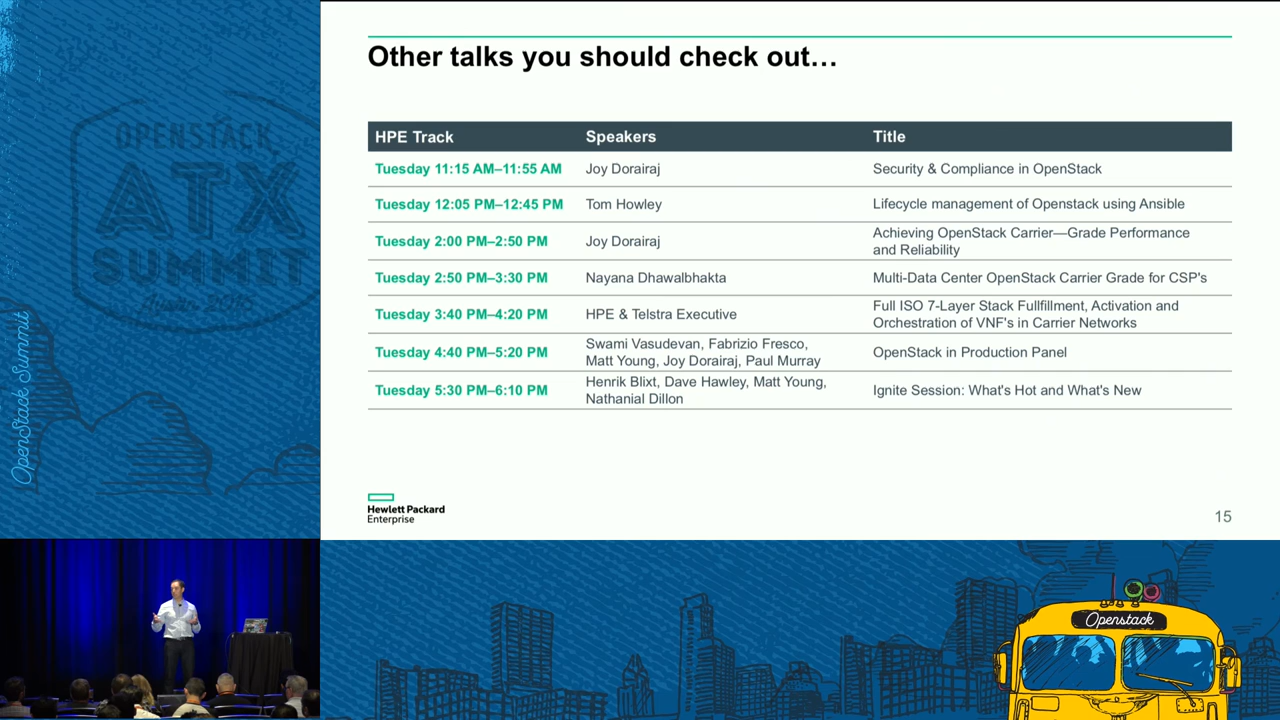 Other talks you should check out…
HPE Track Speakers Title
Tuesday 11:15 AM–11:55 AM Joy Dorairaj Security & Compliance in OpenStack
Tuesday 12:05 PM–12:45 PM Tom Howley Lifecycle management of Openstack using Ansible
Tuesday 2:00 PM–2:50 PM Joy Dorairaj Achieving OpenStack Carrier—Grade Performance
and Reliability
Tuesday 2:50 PM–3:30 PM Nayana Dhawalbhakta Multi-Data Center OpenStack Carrier Grade for CSP's
Tuesday 3:40 PM–4:20 PM HPE & Telstra Executive Full ISO 7-Layer Stack Fullfillment, Activation and
Orchestration of VNF's in Carrier Networks
Tuesday 4:40 PM–5:20 PM Swami Vasudevan, Fabrizio Fresco,
Matt Young, Joy Dorairaj, Paul Murray OpenStack in Production Panel
Tuesday 5:30 PM–6:10 PM Henrik Blixt, Dave Hawley, Matt Young,
Nathanial Dillon Ignite Session: What's Hot and What's New
Hewlett Packard
Enterprise
15
OPENSTACK
ATX
SUMMIT
OpenStack Summit
Openstack